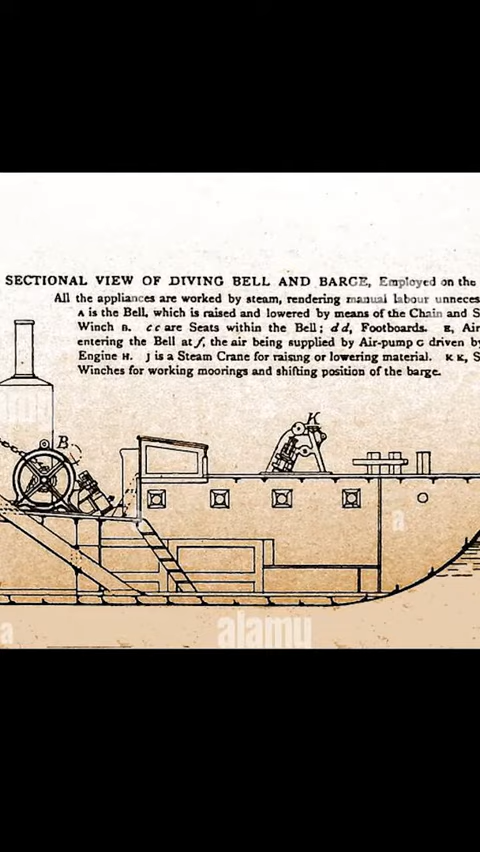 SECTIONAL VIEW OF DIVING BELL AND BARGE, Employed on the
All the appliances are worked by steam, rendering manual labour unneces
A is the Bell, which is raised and lowered by means of the Chain and S
Winch B. c c are Seats within the Bell; d d, Footboards. E, Air
entering the Bell at f, the air being supplied by Air-pump G driven by
Engine H. J is a Steam Crane for raising or lowering material. K K, S
Winches for working moorings and shifting position of the barge.
K
B
a
a
alamy